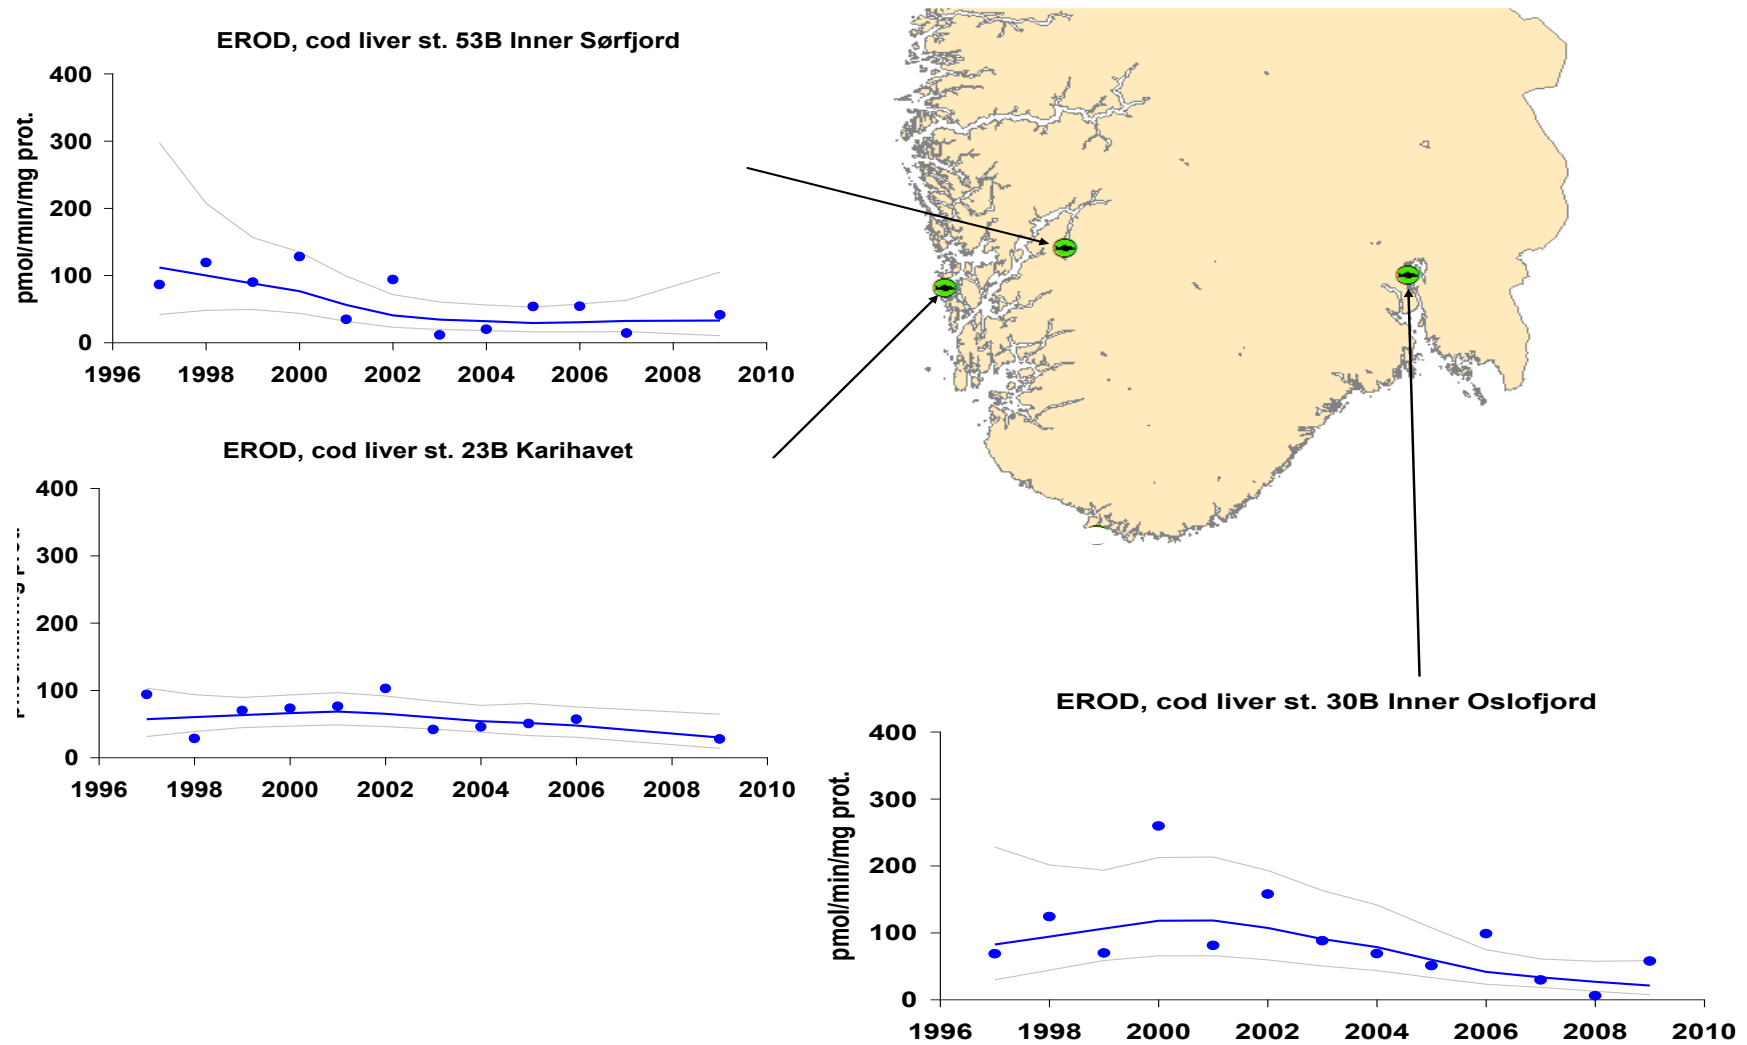 EROD, cod liver st. 53B Inner Sørfjord
pmol/min/mg prot.
400
300
200
100
0
1996 1998 2000 2002 2004 2006 2008 2010
EROD, cod liver st. 23B Karihavet
400
300
200
100
0
1996 1998 2000 2002 2004 2006 2008 2010
EROD, cod liver st. 30B Inner Oslofjord
pmol/min/mg prot.
400
300
200
100
0
1996 1998 2000 2002 2004 2006 2008 2010